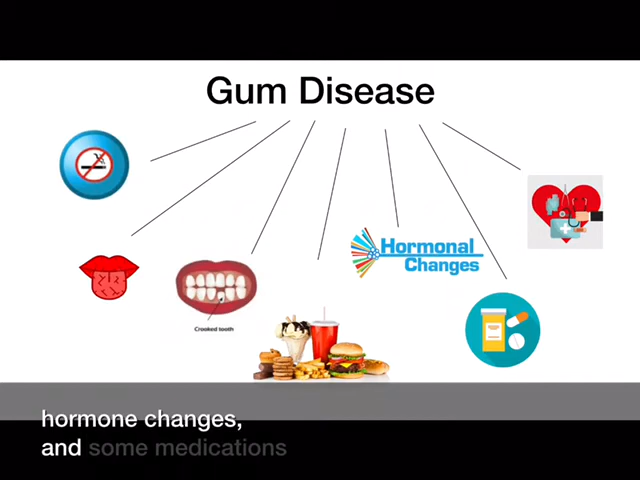 Gum Disease
Hormonal
Changes
Crooked tooth
hormone changes,
and some medications